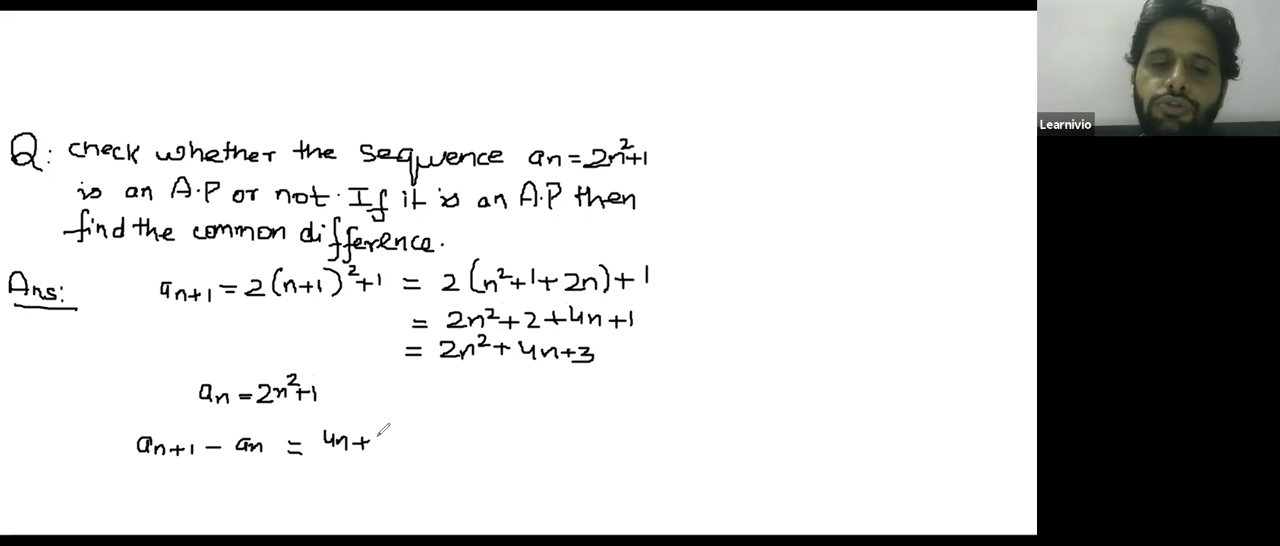 Q: check whether the sequence an = 2n²+1
is an A.P or not. If it is an A.P then
find the common difference.
Ans: an+1 = 2(n+1)²+1 = 2(n²+1+2n)+1
= 2n²+2+4n+1
= 2n²+4n+3
an = 2n²+1
an+1 - an = 4n+
Learnivio